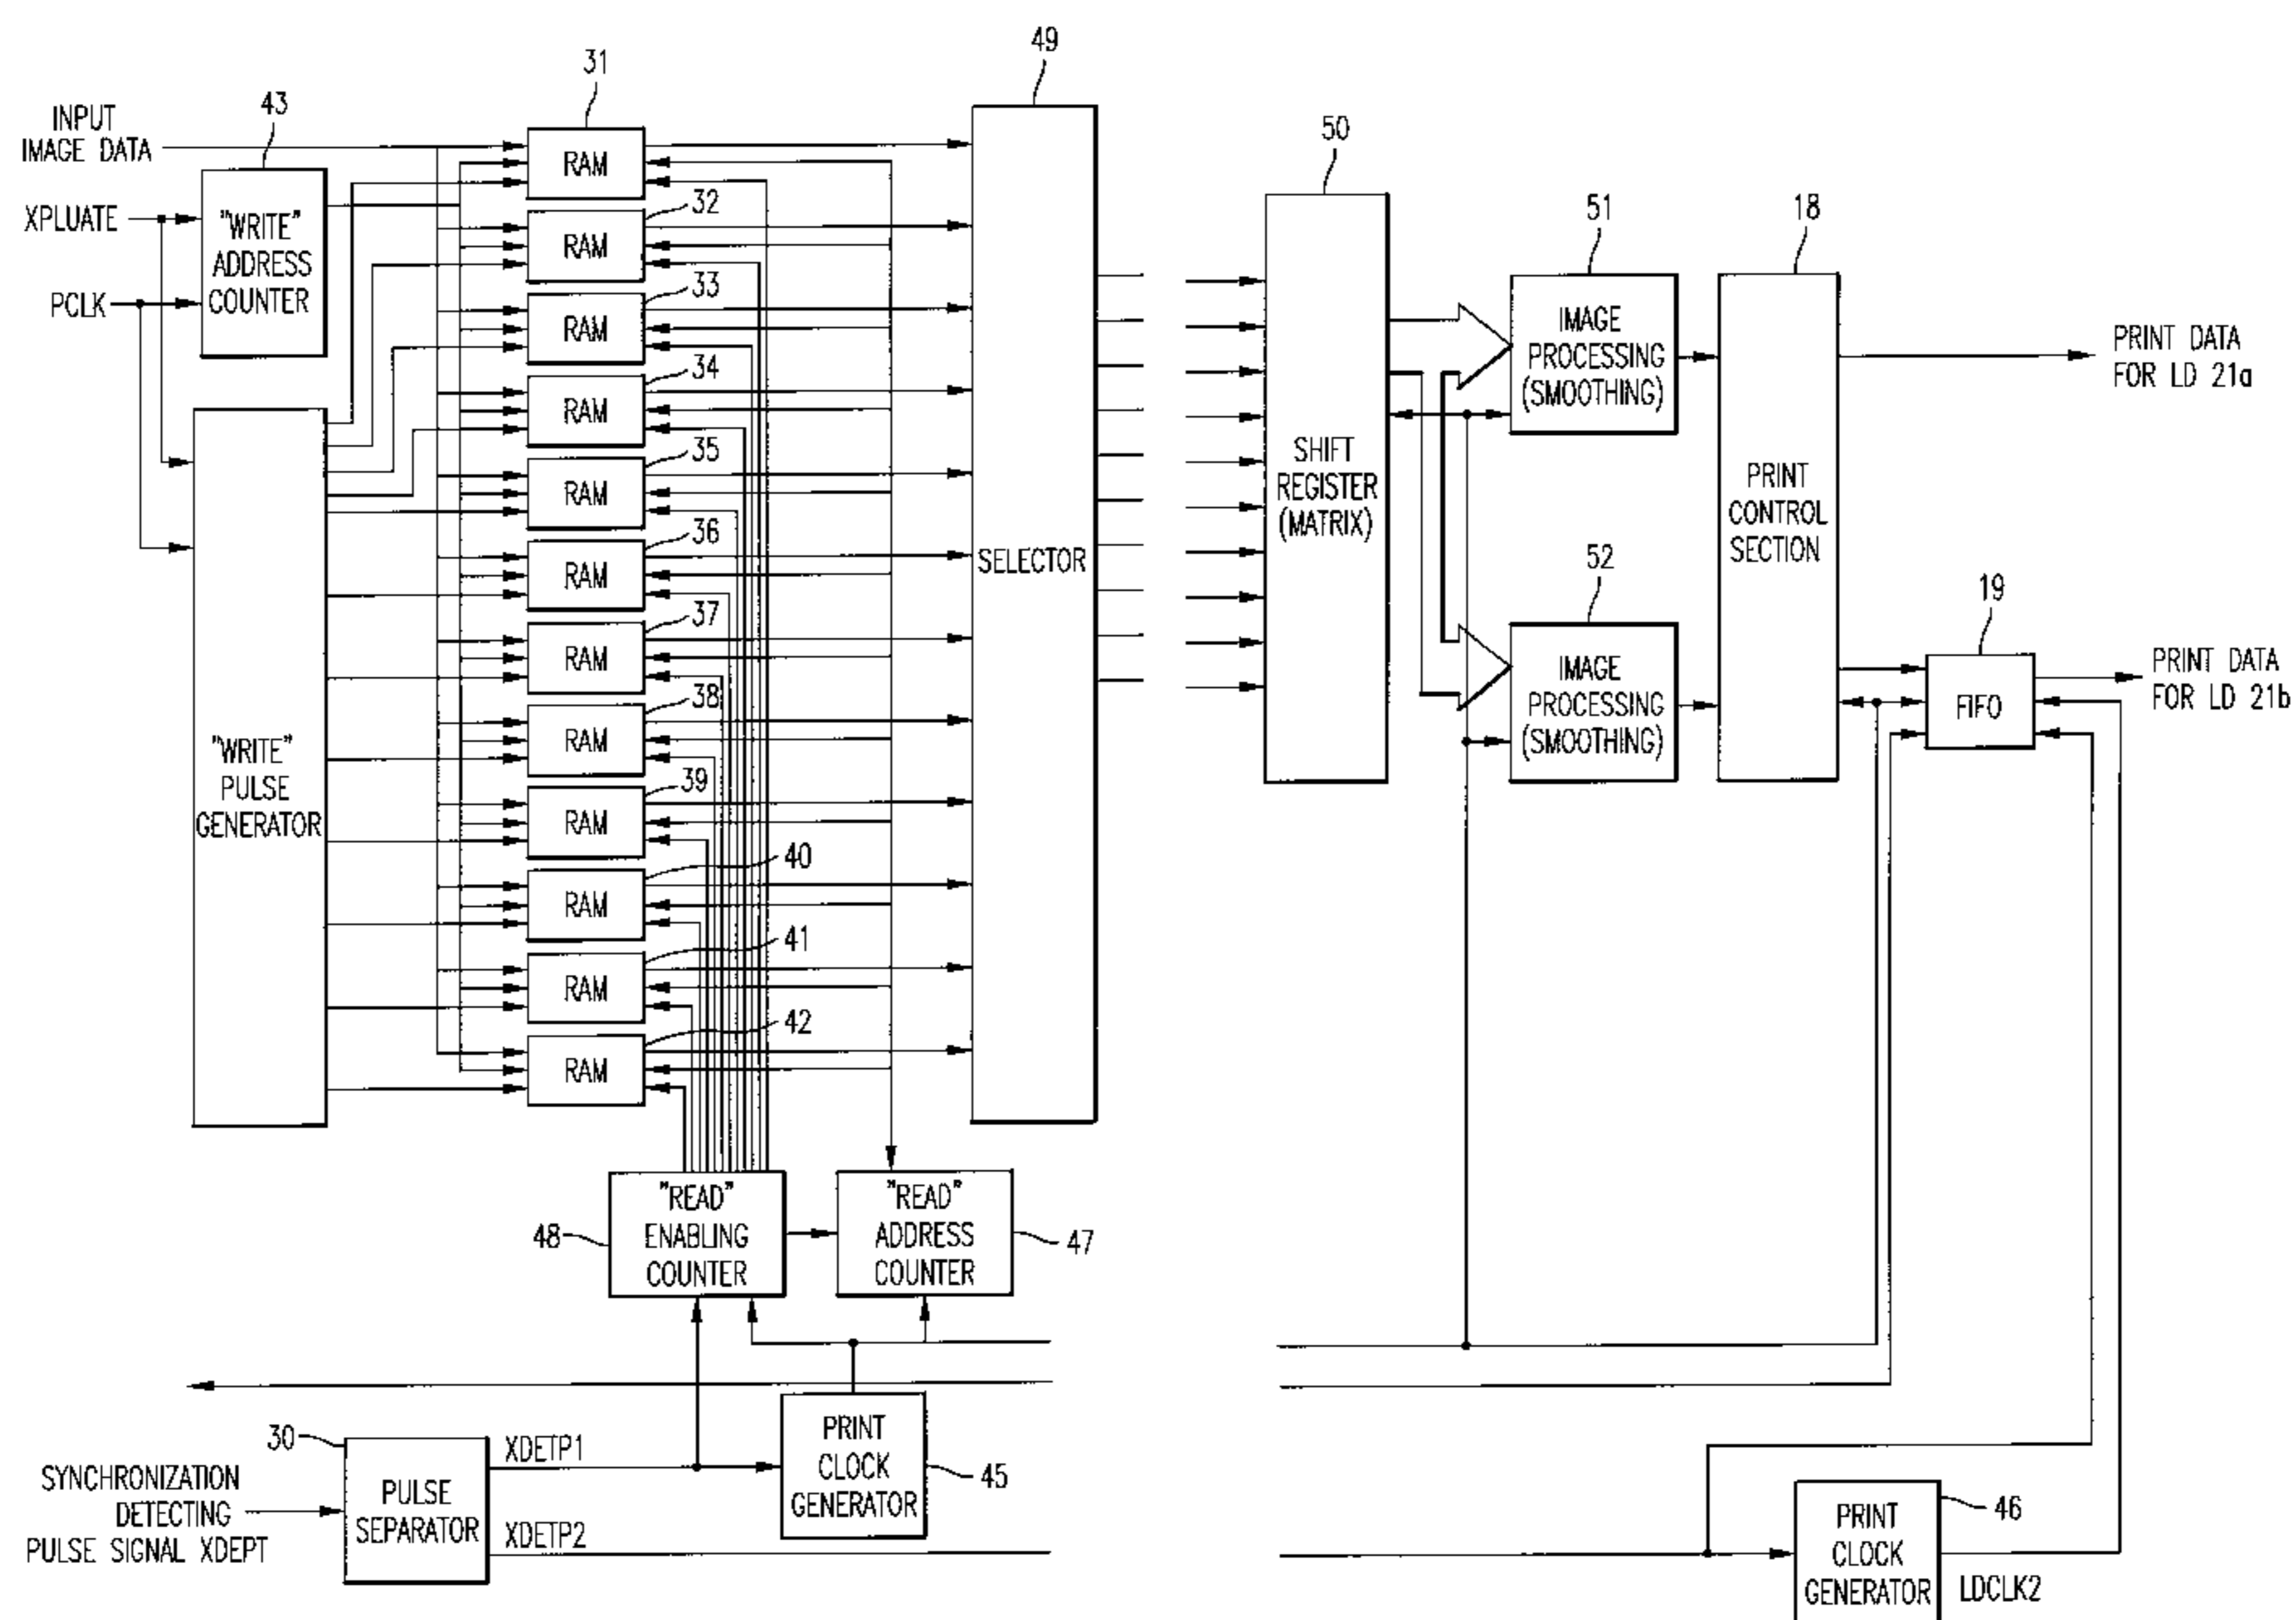 31
49
INPUT
IMAGE DATA
43
RAM
50
XPLUATE
"WRITE"
ADDRESS
COUNTER
32
RAM
51
18
PCLK
33
RAM
IMAGE
PROCESSING
(SMOOTHING)
PRINT DATA
FOR LD 21a
34
RAM
35
RAM
SHIFT
REGISTER
(MATRIX)
PRINT
CONTROL
SECTION
36
RAM
SELECTOR
52
19
37
RAM
IMAGE
PROCESSING
(SMOOTHING)
FIFO
PRINT DATA
FOR LD 21b
38
RAM
"WRITE"
PULSE
GENERATOR
39
RAM
40
RAM
41
RAM
42
RAM
48
"READ"
ENABLING
COUNTER
"READ"
ADDRESS
COUNTER
47
30
XDETP1
PRINT
CLOCK
GENERATOR
45
SYNCHRONIZATION
DETECTING
PULSE SIGNAL XDEPT
PULSE
SEPARATOR
XDETP2
PRINT
CLOCK
GENERATOR
46
LDCLK2